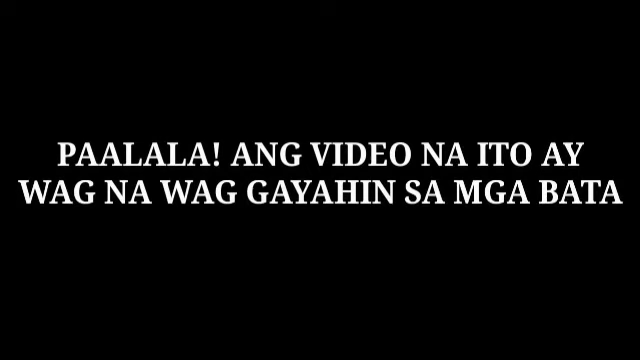 PAALALA! ANG VIDEO NA ITO AY
WAG NA WAG GAYAHIN SA MGA BATA